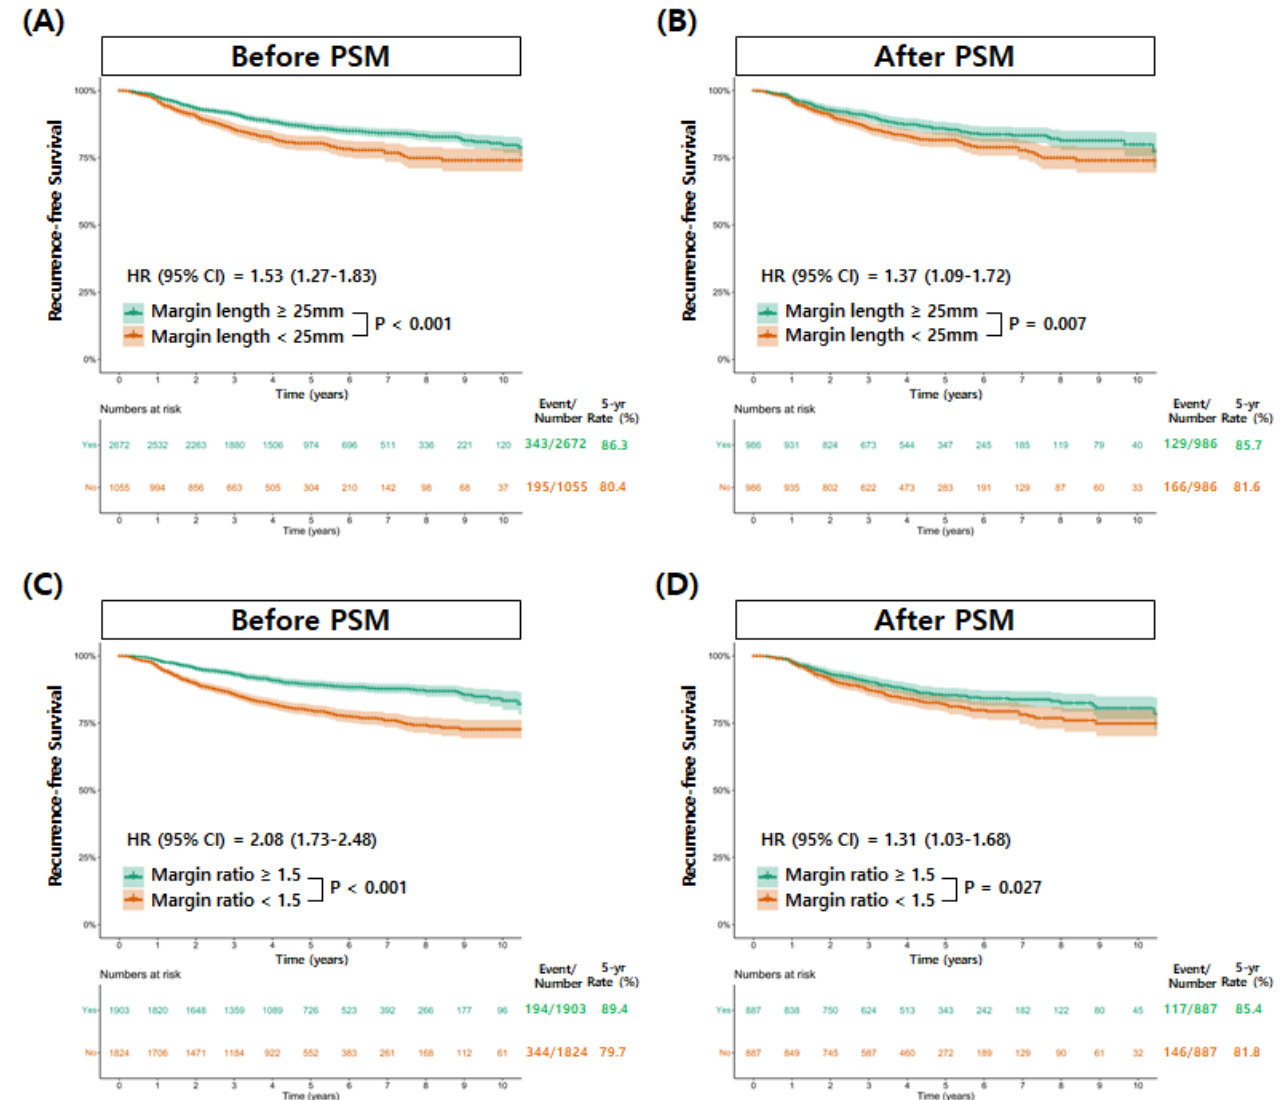 (A)
Before PSM
Recurrence-free Survival
100%
75%
50%
25%
0%
HR (95% CI) = 1.53 (1.27-1.83)
Margin length ≥ 25mm
Margin length < 25mm
P < 0.001
0 1 2 3 4 5 6 7 8 9 10
Time (years)
Numbers at risk
Event/ Number
5-yr Rate (%)
Yes 2672 2532 2263 1880 1506 974 696 511 336 221 120 343/2672 86.3
No 1055 994 856 663 505 304 210 142 98 68 37 195/1055 80.4
0 1 2 3 4 5 6 7 8 9 10
Time (years)
(B)
After PSM
Recurrence-free Survival
100%
75%
50%
25%
0%
HR (95% CI) = 1.37 (1.09-1.72)
Margin length ≥ 25mm
Margin length < 25mm
P = 0.007
0 1 2 3 4 5 6 7 8 9 10
Time (years)
Numbers at risk
Event/ Number
5-yr Rate (%)
Yes 986 931 824 673 544 347 245 185 119 79 40 129/986 85.7
No 986 935 802 622 473 283 191 129 87 60 33 166/986 81.6
0 1 2 3 4 5 6 7 8 9 10
Time (years)
(C)
Before PSM
Recurrence-free Survival
100%
75%
50%
25%
0%
HR (95% CI) = 2.08 (1.73-2.48)
Margin ratio ≥ 1.5
Margin ratio < 1.5
P < 0.001
0 1 2 3 4 5 6 7 8 9 10
Time (years)
Numbers at risk
Event/ Number
5-yr Rate (%)
Yes 1903 1820 1648 1359 1089 726 523 392 266 177 96 194/1903 89.4
No 1824 1706 1471 1184 922 552 383 261 168 112 61 344/1824 79.7
0 1 2 3 4 5 6 7 8 9 10
Time (years)
(D)
After PSM
Recurrence-free Survival
100%
75%
50%
25%
0%
HR (95% CI) = 1.31 (1.03-1.68)
Margin ratio ≥ 1.5
Margin ratio < 1.5
P = 0.027
0 1 2 3 4 5 6 7 8 9 10
Time (years)
Numbers at risk
Event/ Number
5-yr Rate (%)
Yes 887 838 750 624 513 343 242 182 122 80 45 117/887 85.4
No 887 849 745 587 460 272 189 129 90 61 32 146/887 81.8
0 1 2 3 4 5 6 7 8 9 10
Time (years)